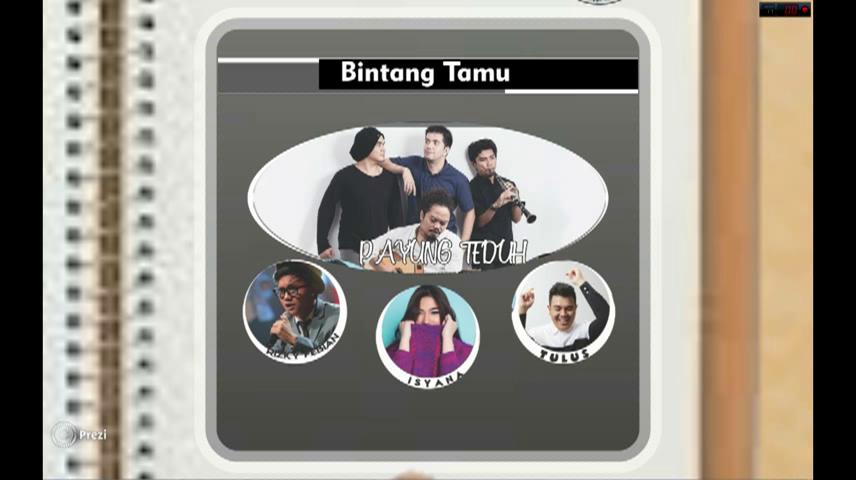 Bintang Tamu
PAYUNG TEDUH
RIZKY FEBIAN
ISYANA
TULUS
Prezi